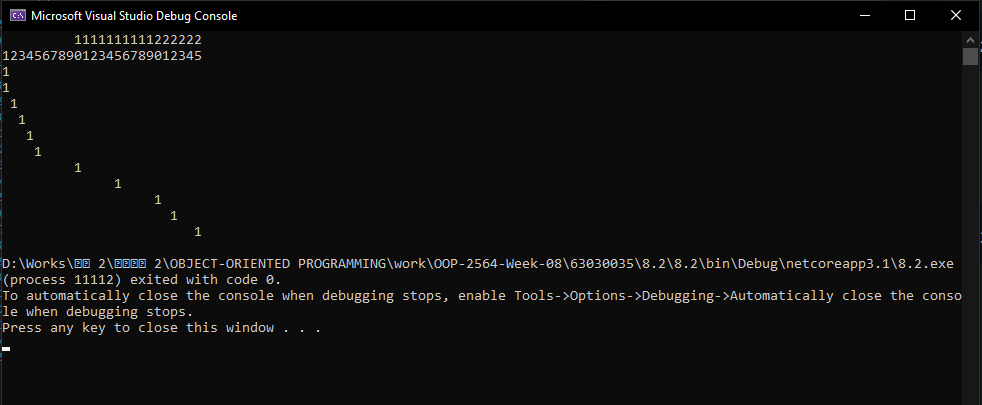 Microsoft Visual Studio Debug Console
         1111111111222222
1234567890123456789012345
1
1
 1
  1
   1
    1
         1
              1
                   1
                     1
                        1
D:\Works\⍰⍰ 2\⍰⍰⍰⍰ 2\OBJECT-ORIENTED PROGRAMMING\work\OOP-2564-Week-08\63030035\8.2\8.2\bin\Debug\netcoreapp3.1\8.2.exe
(process 11112) exited with code 0.
To automatically close the console when debugging stops, enable Tools->Options->Debugging->Automatically close the conso
le when debugging stops.
Press any key to close this window . . .